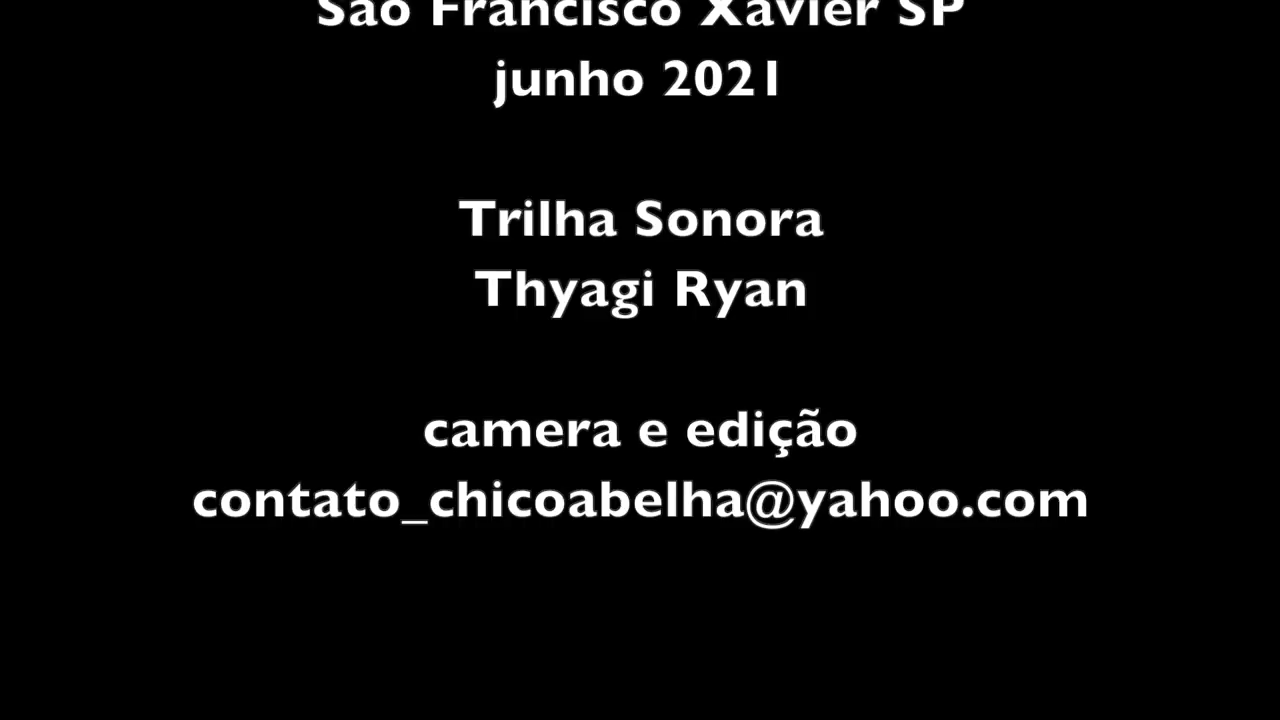 São Francisco Xavier SP
junho 2021
Trilha Sonora
Thyagi Ryan
camera e edição
contato_chicoabelha@yahoo.com